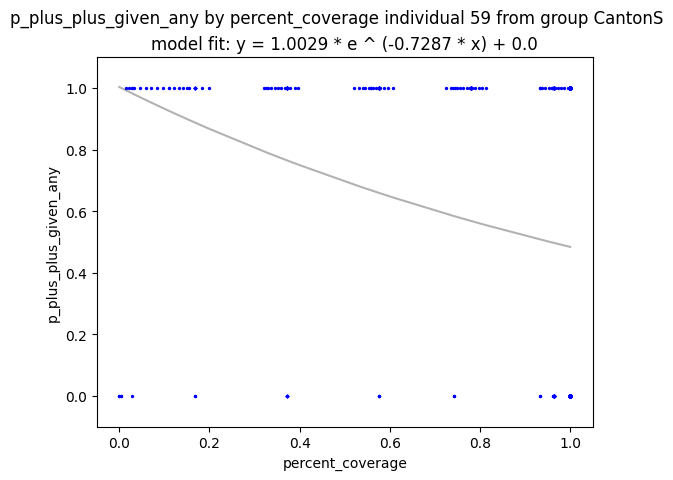 p_plus_plus_given_any by percent_coverage individual 59 from group CantonS
model fit: y = 1.0029 * e ^ (-0.7287 * x) + 0.0
p_plus_plus_given_any
1.0
0.8
0.6
0.4
0.2
0.0
0.0 0.2 0.4 0.6 0.8 1.0
percent_coverage